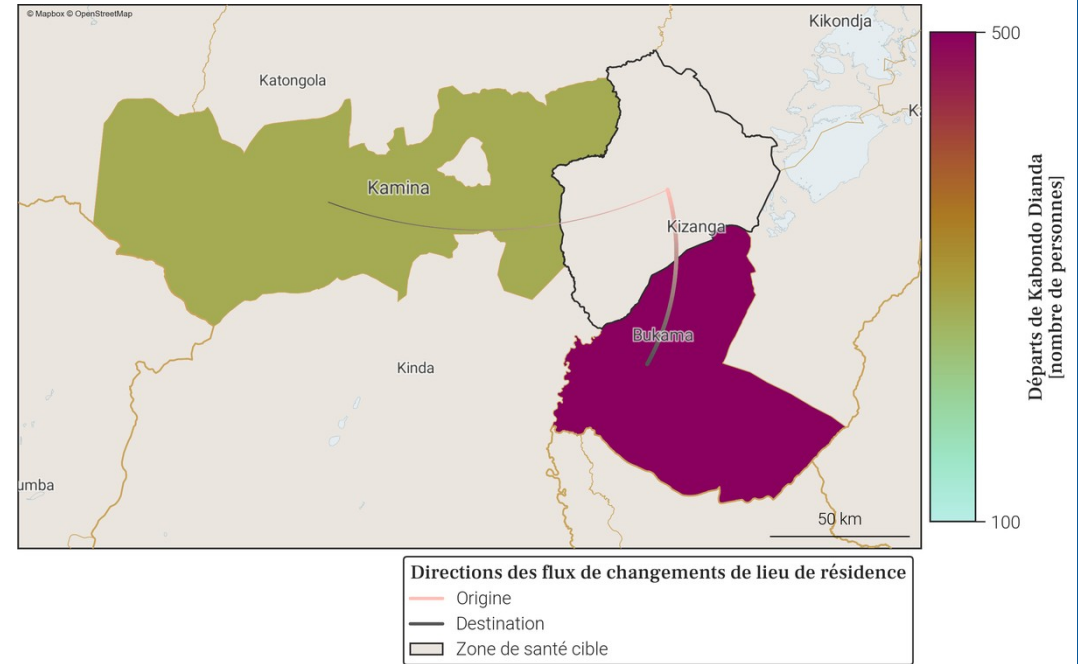 © Mapbox © OpenStreetMap
Kikondja
500
Katongola
Kamina
Kizanga
Bukama
Kinda
umba
50 km
100
Départs de Kabondo Dianda
[nombre de personnes]
Directions des flux de changements de lieu de résidence
Origine
Destination
Zone de santé cible